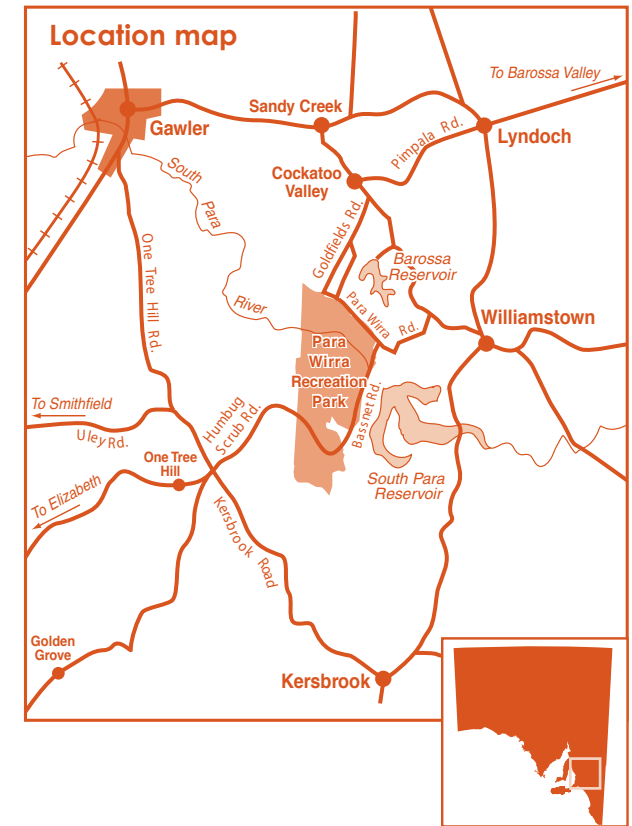 Location map
To Barossa Valley
Sandy Creek
Gawler
Lyndoch
Pimpala Rd.
Cockatoo
Valley
South
Para
River
Goldfields Rd.
Barossa
Reservoir
One Tree Hill Rd.
Para Wirra
Rd.
Williamstown
Para
Wirra
Recreation
Park
Bassnet Rd.
To Smithfield
Uley Rd.
Humbug
Scrub Rd.
One Tree
Hill
South Para
Reservoir
To Elizabeth
Kersbrook
Road
Golden
Grove
Kersbrook